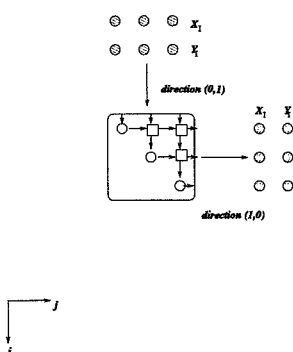 X1
Y1
direction (0,1)
X1 Y1
direction (1,0)
j
i